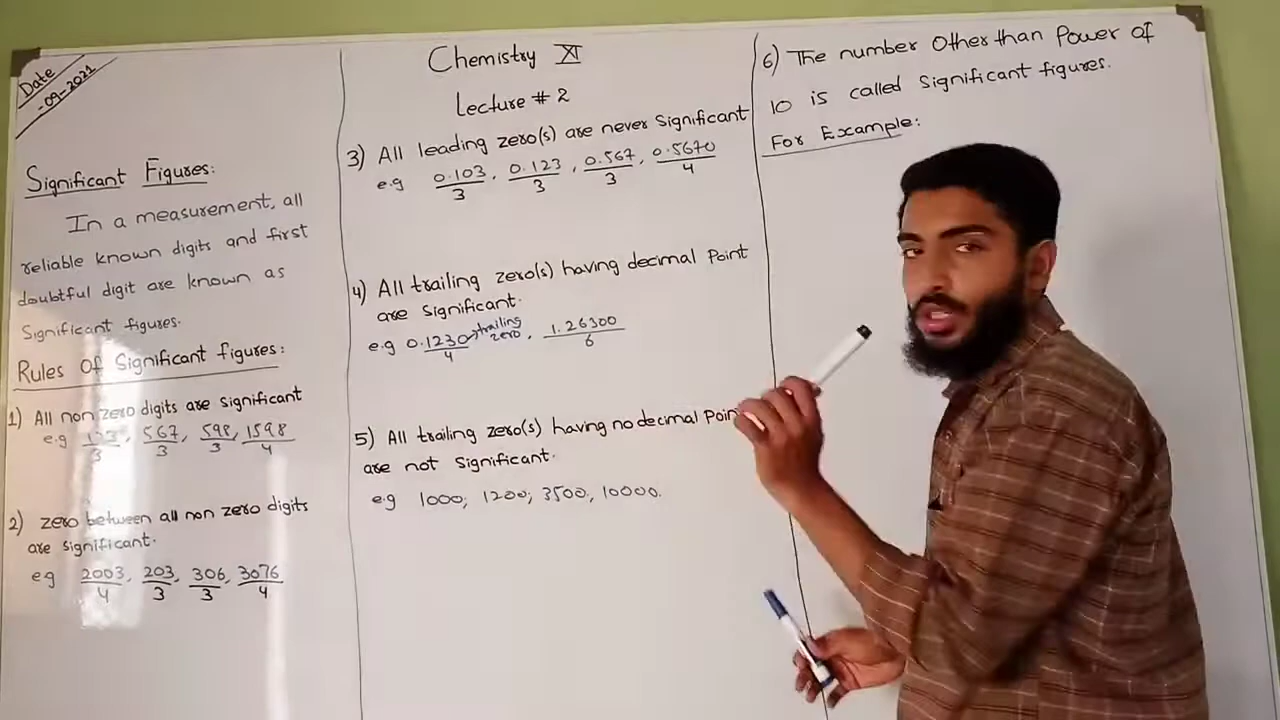 Date
-09-2021
Significant Figures:
In a measurement, all
reliable known digits and first
doubtful digit are known as
Significant figures.
Rules Of Significant figures:
1) All non zero digits are significant
e.g 123, 567, 598, 1598
3 3 3 4
2) zero between all non zero digits
are significant.
eg 2003, 203, 306, 3076
4 3 3 4
Chemistry XI
Lecture # 2
3) All leading zero(s) are never Significant
e.g 0.103, 0.123, 0.567, 0.5670
3 3 3 4
4) All trailing zero(s) having decimal Point
are significant.
e.g 0.1230→trailing zero, 1.26300
4 6
5) All trailing zero(s) having no decimal Poin
are not significant.
e.g 1000, 1200, 3500, 10000.
6) The number Other than Power of
10 is called Significant figures.
For Example: